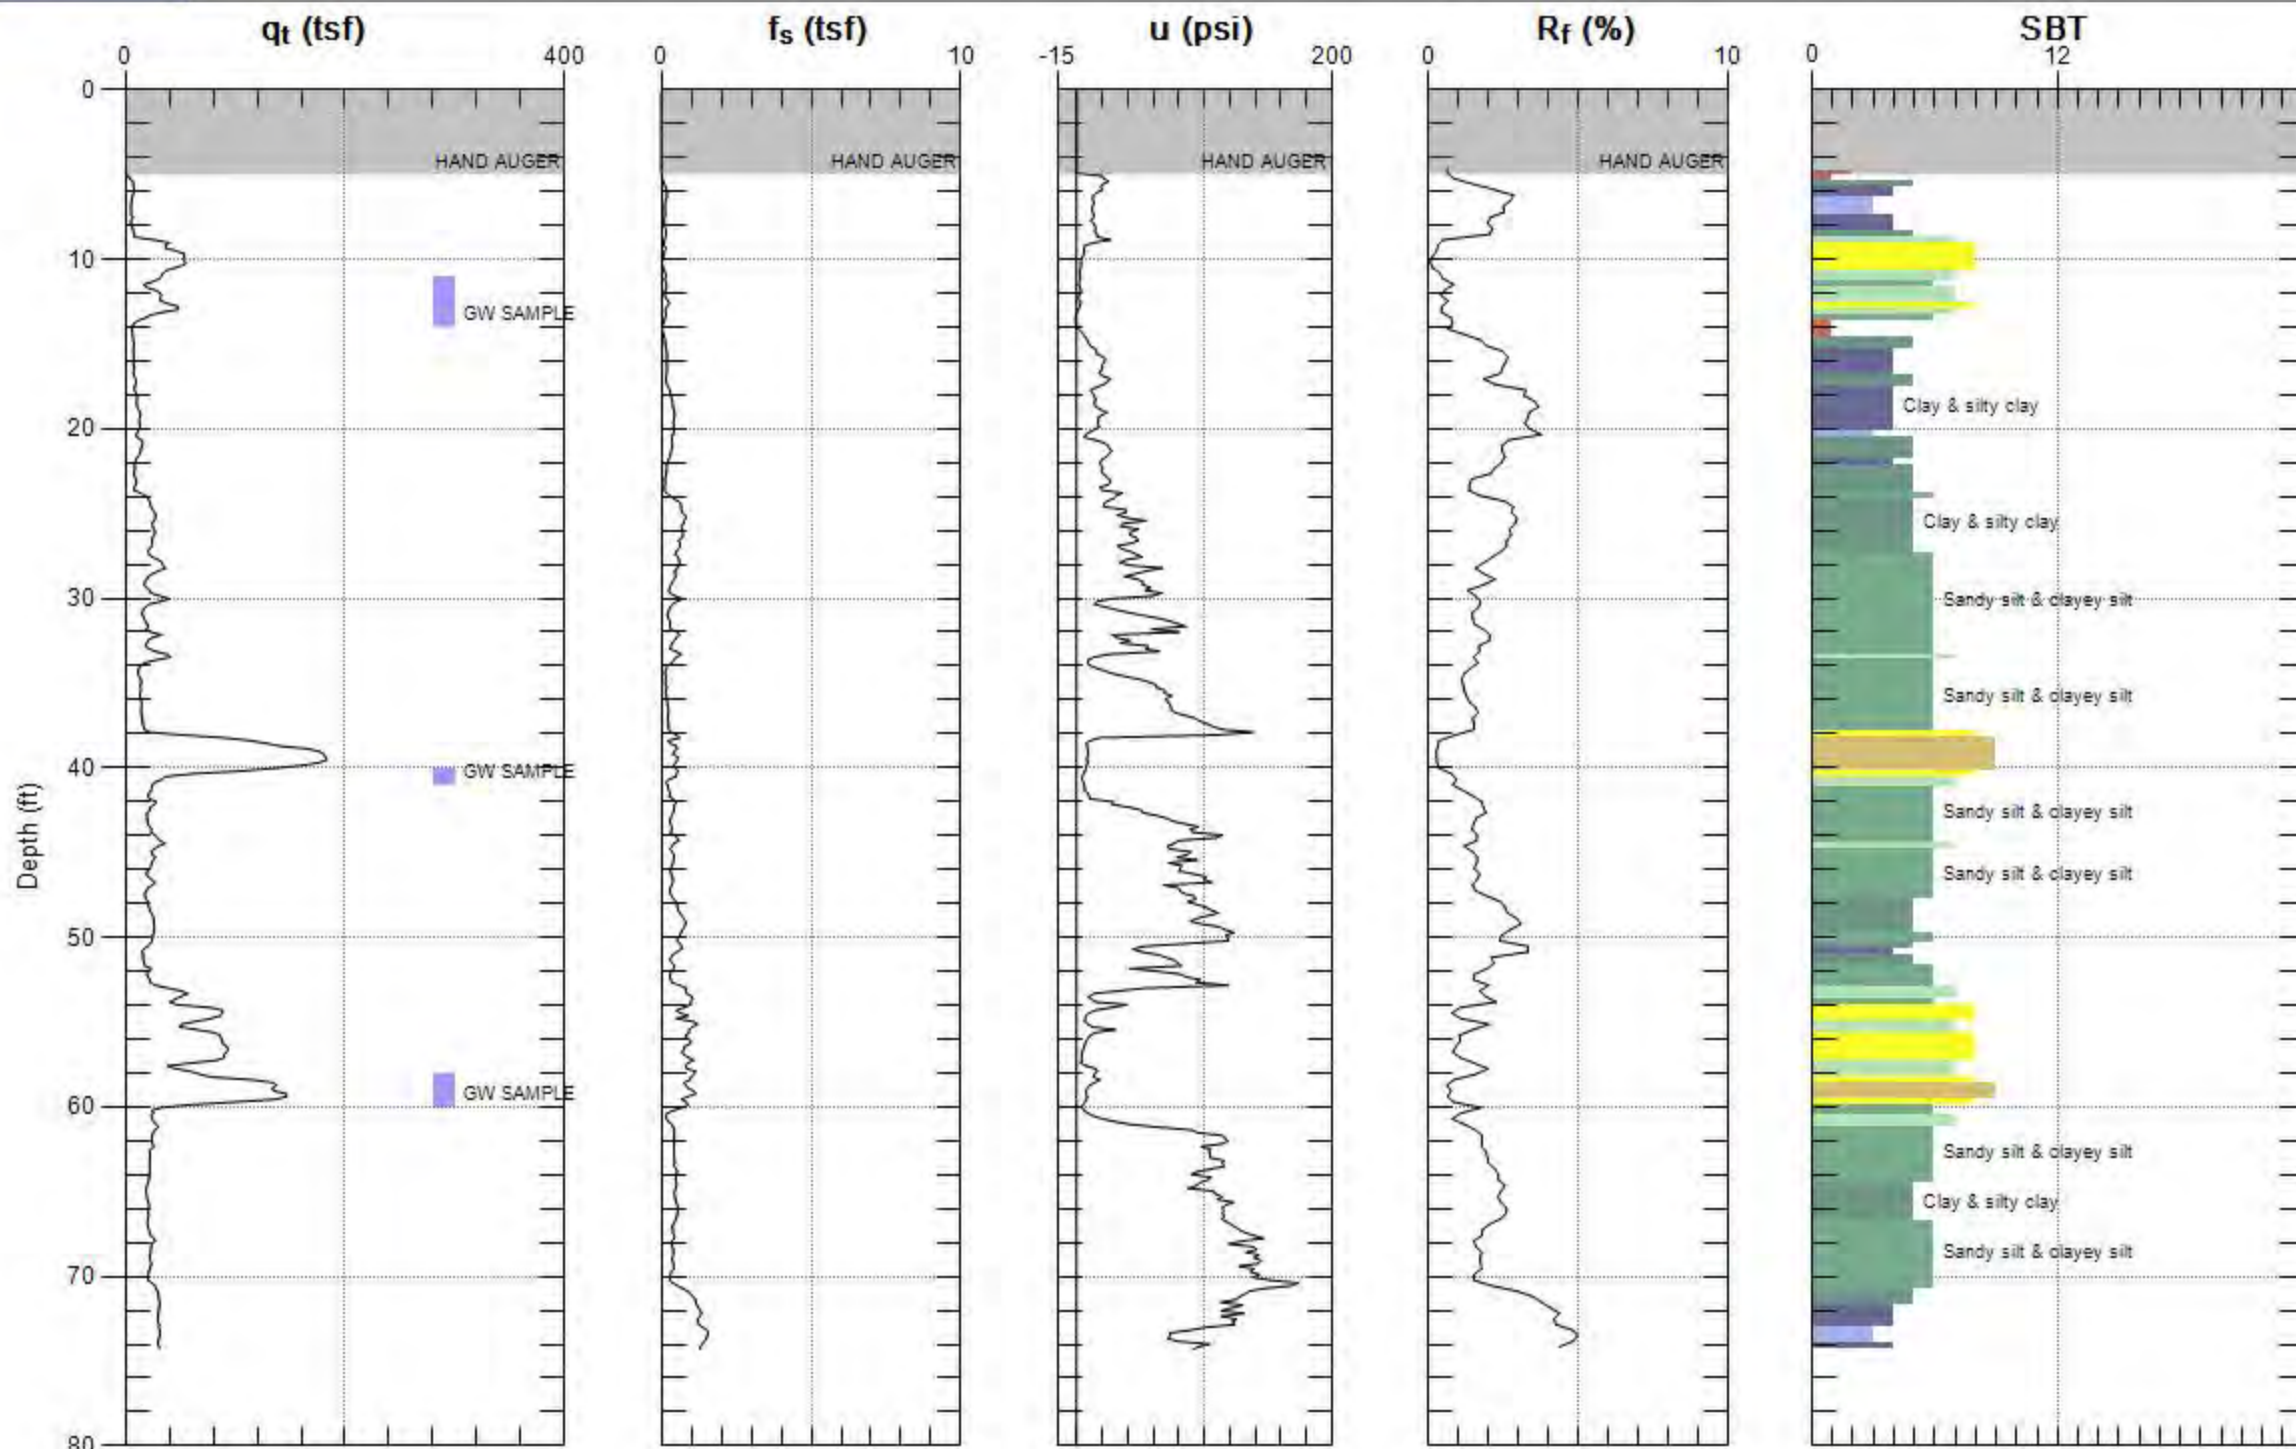 qt (tsf) fs (tsf) u (psi) Rf (%) SBT
0 400 0 10 -15 200 0 10 0 12
0
HAND AUGER HAND AUGER HAND AUGER HAND AUGER
10
GW SAMPLE
Clay & silty clay
20
Clay & silty clay
30 Sandy silt & clayey silt
Sandy silt & clayey silt
40 GW SAMPLE
Sandy silt & clayey silt
Depth (ft)
Sandy silt & clayey silt
50
GW SAMPLE
60
Sandy silt & clayey silt
Clay & silty clay
Sandy silt & clayey silt
70
80